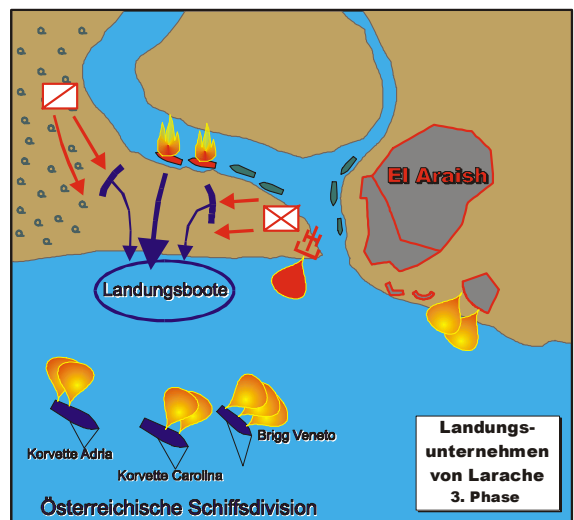 El Araish
Landungsboote
Korvette Adria
Korvette Carolina
Brigg Veneto
Österreichische Schiffsdivision
Landungs-
unternehmen
von Larache
3. Phase